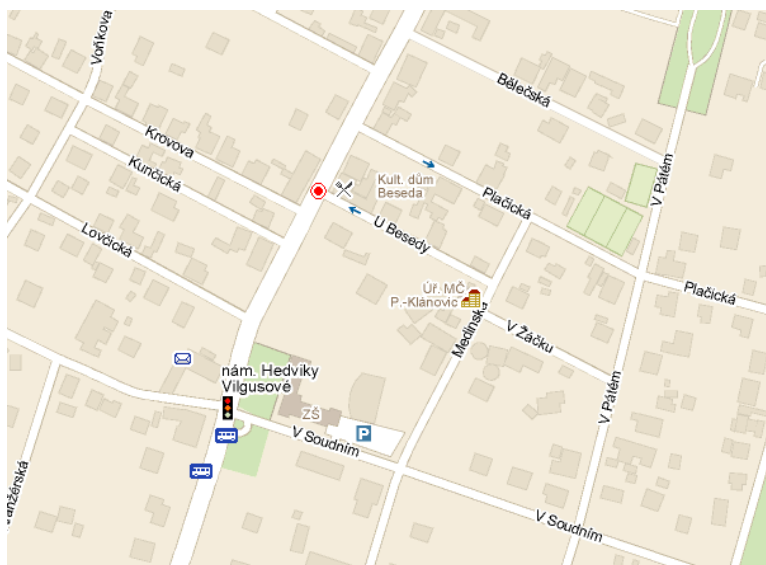 Voňkova
Bělečská
Krovova
Kunčická
Kult. dům
Beseda
Plačická
V Pátém
U Besedy
Lovčická
Úř. MČ
P.-Klánovic
Plačická
Medinská
V Žáčku
nám. Hedviky
Vilgusové
V Pátém
ZŠ
P
V Soudním
V Soudním